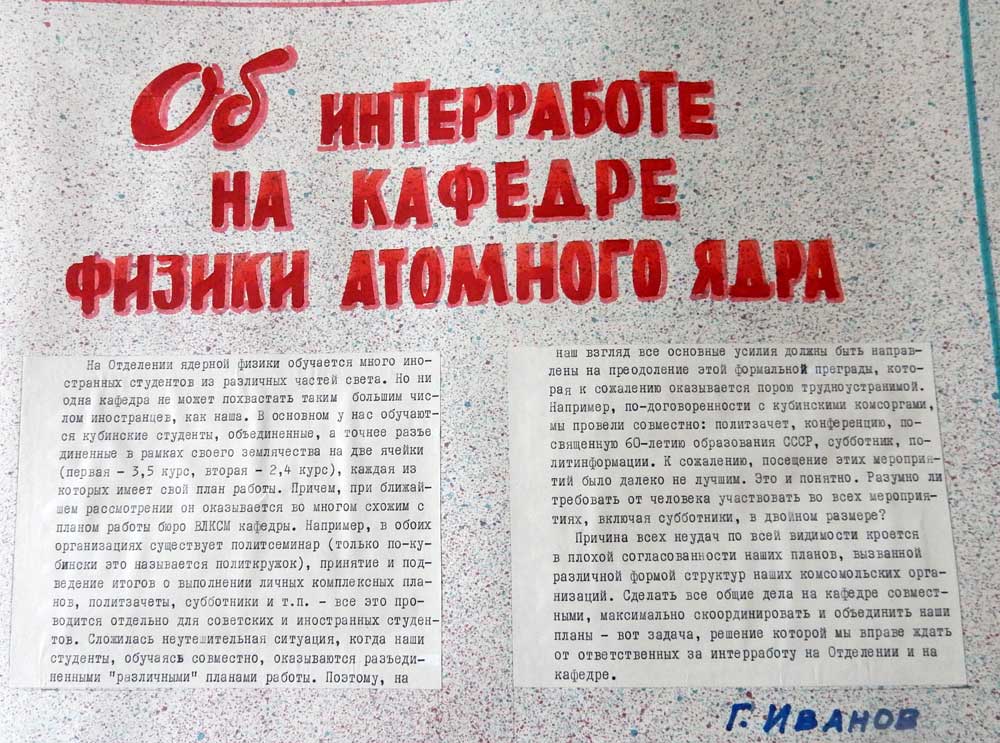 Об ИНТЕРРАБОТЕ
НА КАФЕДРЕ
ФИЗИКИ АТОМНОГО ЯДРА
На Отделении ядерной физики обучается много ино-
странных студентов из различных частей света. Но ни
одна кафедра не может похвастать таким большим чис-
лом иностранцев, как наша. В основном у нас обучают-
ся кубинские студенты, объединенные, а точнее разъе
диненные в рамках своего землячества на две ячейки
(первая - 3,5 курс, вторая - 2,4 курс), каждая из
которых имеет свой план работы. Причем, при ближай-
шем рассмотрении он оказывается во многом схожим с
планом работы бюро ВЛКСМ кафедры. Например, в обоих
организациях существует политсеминар (только по-ку-
бински это называется политкружок), принятие и под-
ведение итогов о выполнении личных комплексных пла-
нов, политзачеты, субботники и т.п. - все это про-
водится отдельно для советских и иностранных студен-
тов. Сложилась неутешительная ситуация, когда наши
студенты, обучаясь совместно, оказываются разъеди-
ненными "различными" планами работы. Поэтому, на
наш взгляд все основные усилия должны быть направ-
лены на преодоление этой формальной преграды, кото-
рая к сожалению оказывается порою трудноустранимой.
Например, по-договоренности с кубинскими комсоргами,
мы провели совместно: политзачет, конференцию, по-
священную 60-летию образования СССР, субботник, по-
литинформации. К сожалению, посещение этих мероприя-
тий было далеко не лучшим. Это и понятно. Разумно ли
требовать от человека участвовать во всех мероприя-
тиях, включая субботники, в двойном размере?
Причина всех неудач по всей видимости кроется
в плохой согласованности наших планов, вызванной
различной формой структур наших комсомольских орга-
низаций. Сделать все общие дела на кафедре совмест-
ными, максимально скоординировать и объединить наши
планы - вот задача, решение которой мы вправе ждать
от ответственных за интерработу на Отделении и на
кафедре.
Г. ИВАНОВ